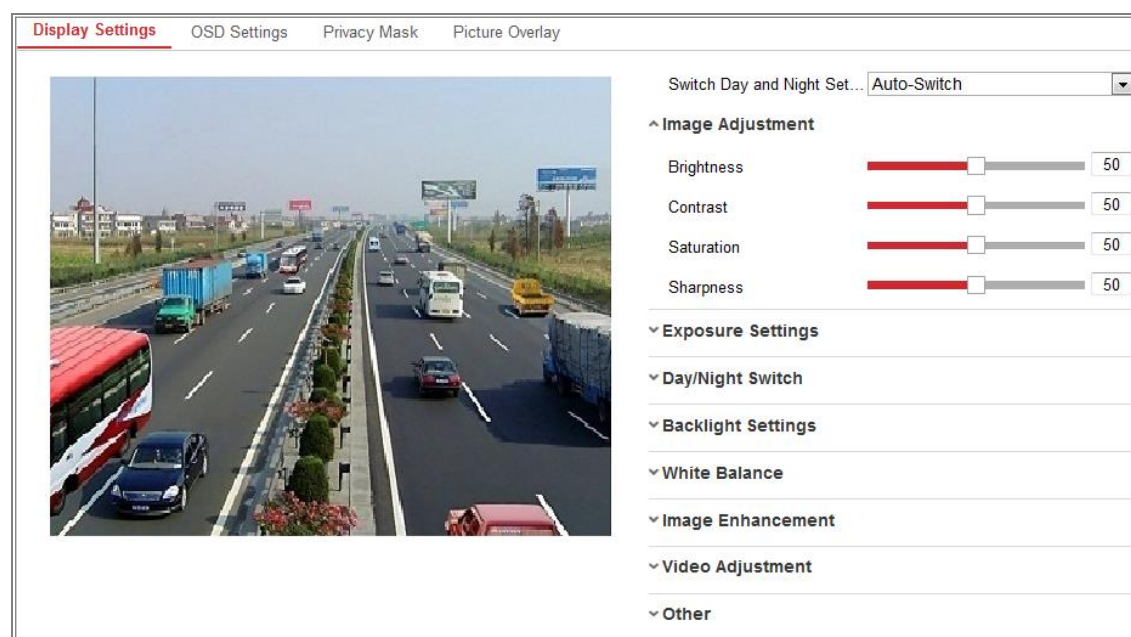 Display Settings OSD Settings Privacy Mask Picture Overlay
Switch Day and Night Set... Auto-Switch
Image Adjustment
Brightness 50
Contrast 50
Saturation 50
Sharpness 50
Exposure Settings
Day/Night Switch
Backlight Settings
White Balance
Image Enhancement
Video Adjustment
Other